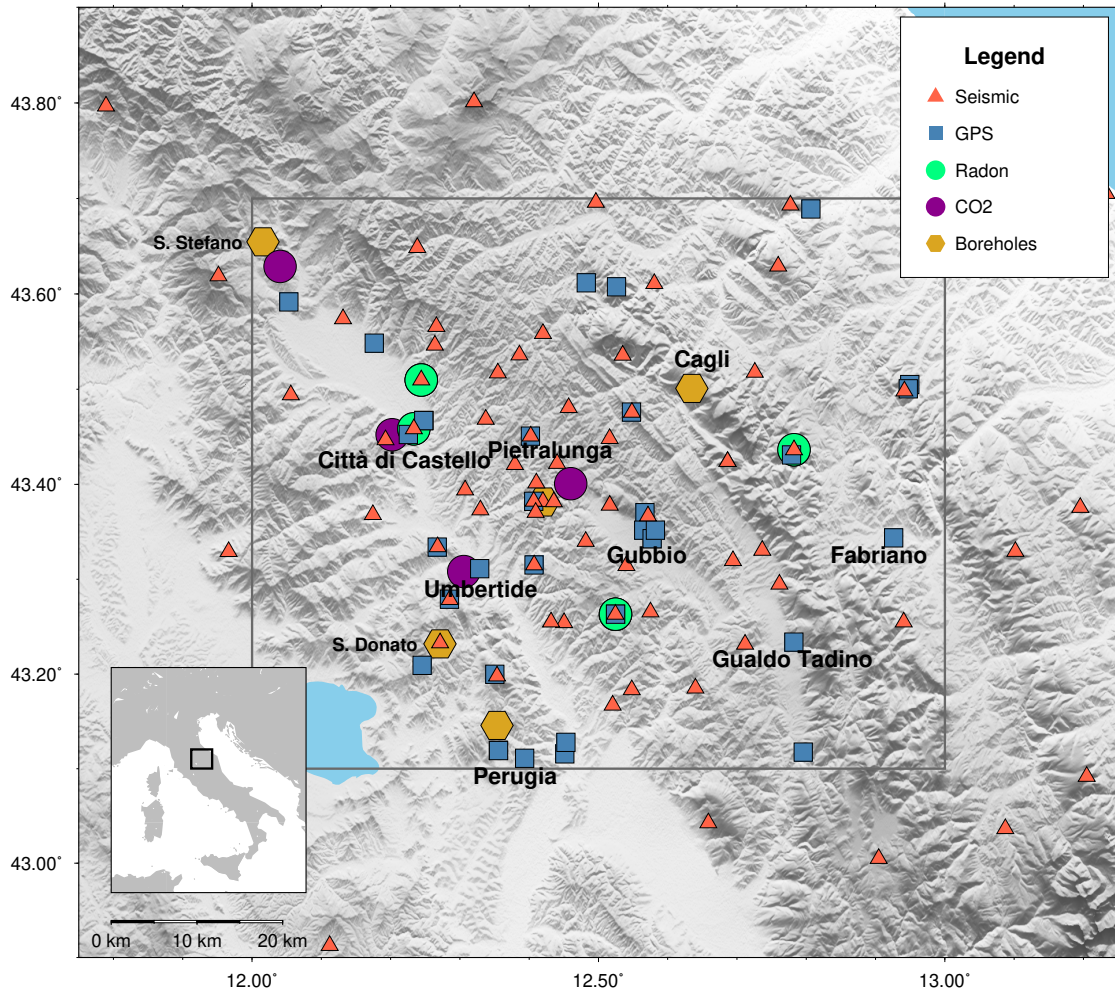 Legend
Seismic
GPS
Radon
CO2
Boreholes
43.80°
43.60°
43.40°
43.20°
43.00°
S. Stefano
Cagli
Pietralunga
Città di Castello
Gubbio
Fabriano
Umbertide
S. Donato
Gualdo Tadino
Perugia
0 km 10 km 20 km
12.00° 12.50° 13.00°